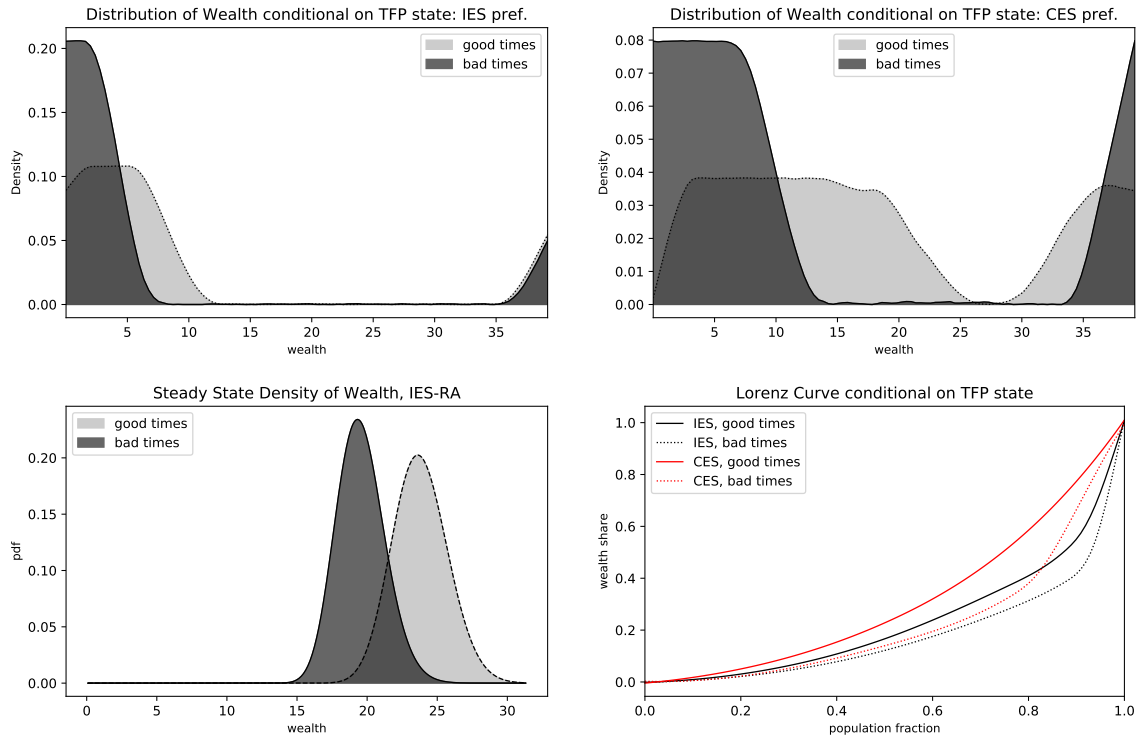 Distribution of Wealth conditional on TFP state: IES pref.
good times
bad times
Density
0.20
0.15
0.10
0.05
0.00
5
10
15
20
25
30
35
wealth
Distribution of Wealth conditional on TFP state: CES pref.
good times
bad times
Density
0.08
0.07
0.06
0.05
0.04
0.03
0.02
0.01
0.00
5
10
15
20
25
30
35
wealth
Steady State Density of Wealth, IES-RA
good times
bad times
pdf
0.20
0.15
0.10
0.05
0.00
0
5
10
15
20
25
30
wealth
Lorenz Curve conditional on TFP state
IES, good times
IES, bad times
CES, good times
CES, bad times
wealth share
1.0
0.8
0.6
0.4
0.2
0.0
0.0
0.2
0.4
0.6
0.8
1.0
population fraction